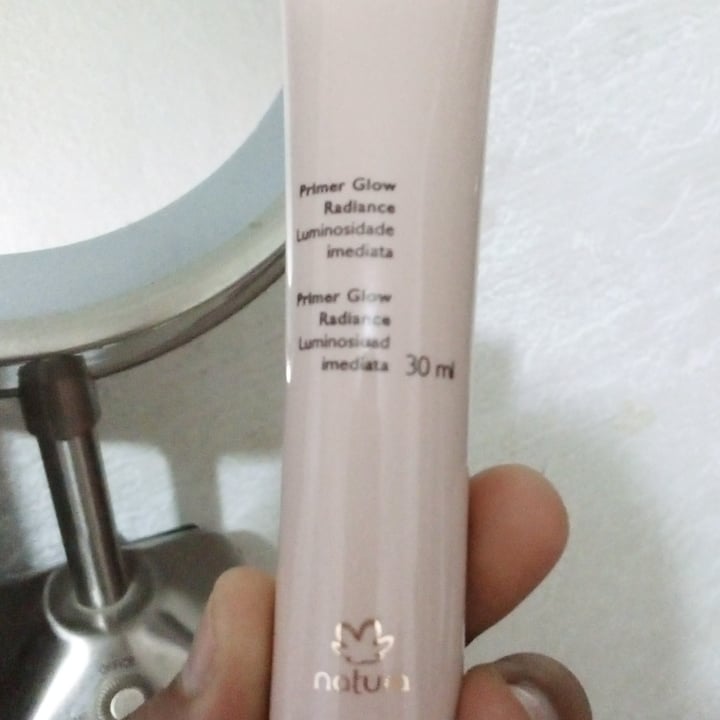 Primer Glow
Radiance
Luminosidade
imediata
Primer Glow
Radiance
Luminosidad
imediata 30 ml
natura